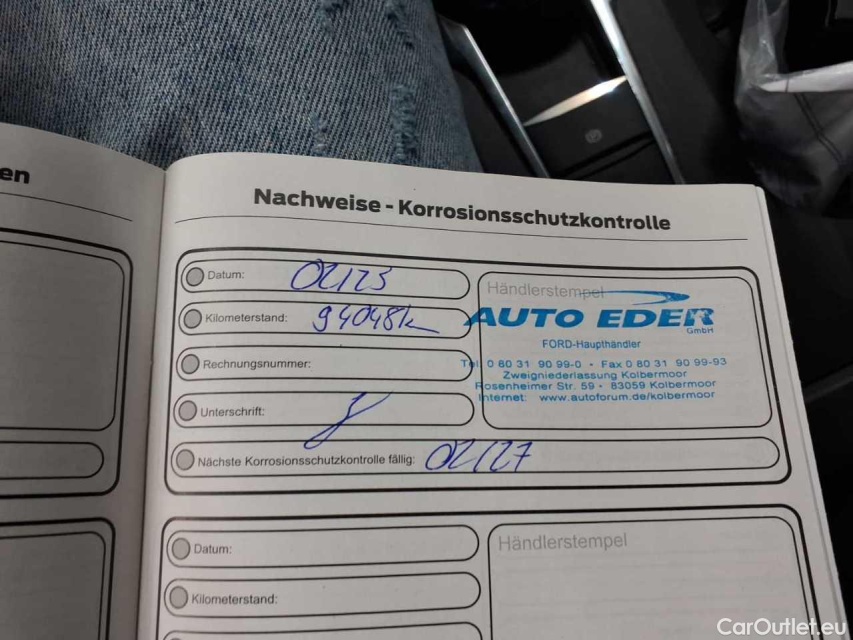 en
Nachweise - Korrosionsschutzkontrolle
Datum: 02/23
Kilometerstand: 94048k
Rechnungsnummer:
Unterschrift:
Nächste Korrosionsschutzkontrolle fällig: 02/27
Händlerstempel
AUTO EDER
GmbH
FORD-Haupthändler
Tel. 0 80 31 90 99-0 • Fax 0 80 31 90 99-93
Zweigniederlassung Kolbermoor
Rosenheimer Str. 59 • 83059 Kolbermoor
Internet: www.autoforum.de/kolbermoor
Datum:
Kilometerstand:
Händlerstempel
CarOutlet.eu